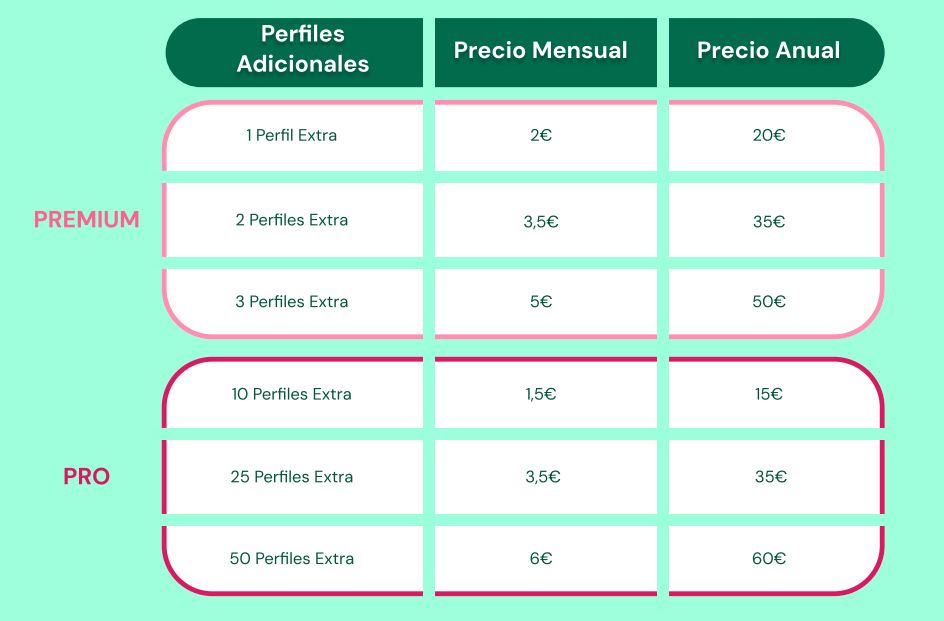 Perfiles
Adicionales
Precio Mensual
Precio Anual
1 Perfil Extra
2€
20€
PREMIUM
2 Perfiles Extra
3,5€
35€
3 Perfiles Extra
5€
50€
10 Perfiles Extra
1,5€
15€
PRO
25 Perfiles Extra
3,5€
35€
50 Perfiles Extra
6€
60€